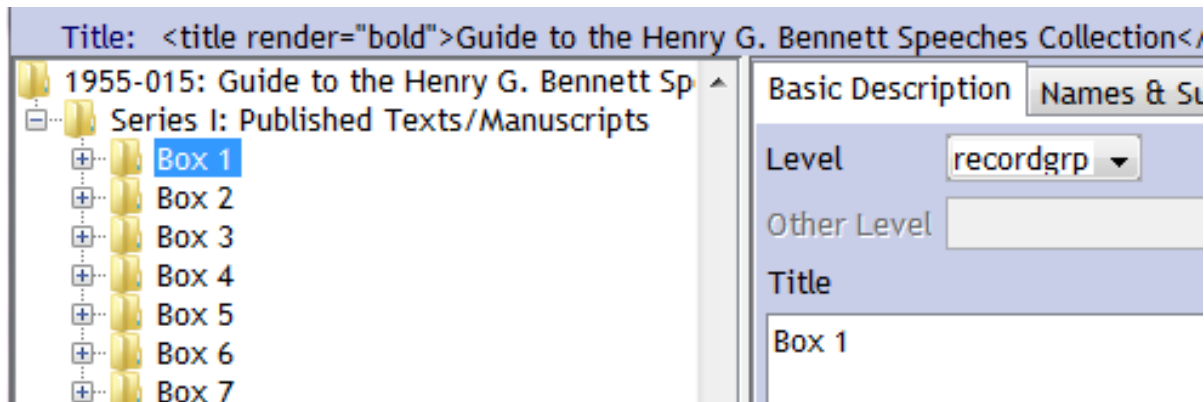 Title: <title render="bold">Guide to the Henry G. Bennett Speeches Collection</
1955-015: Guide to the Henry G. Bennett Sp
Series I: Published Texts/Manuscripts
Box 1
Box 2
Box 3
Box 4
Box 5
Box 6
Box 7
Basic Description
Names & Su
Level recordgrp
Other Level
Title
Box 1